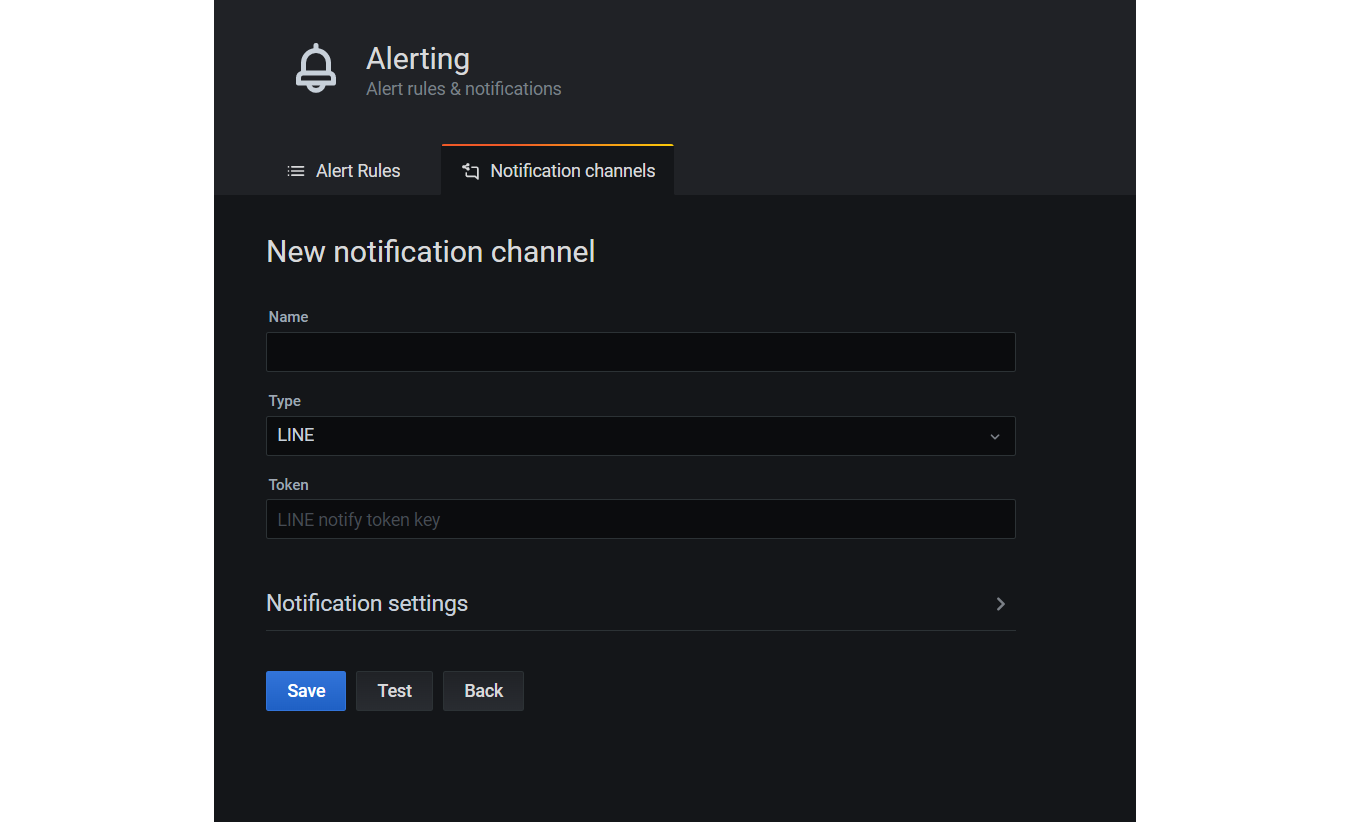 Alerting
Alert rules & notifications
Alert Rules
Notification channels
New notification channel
Name
Type
LINE
Token
LINE notify token key
Notification settings
Save
Test
Back